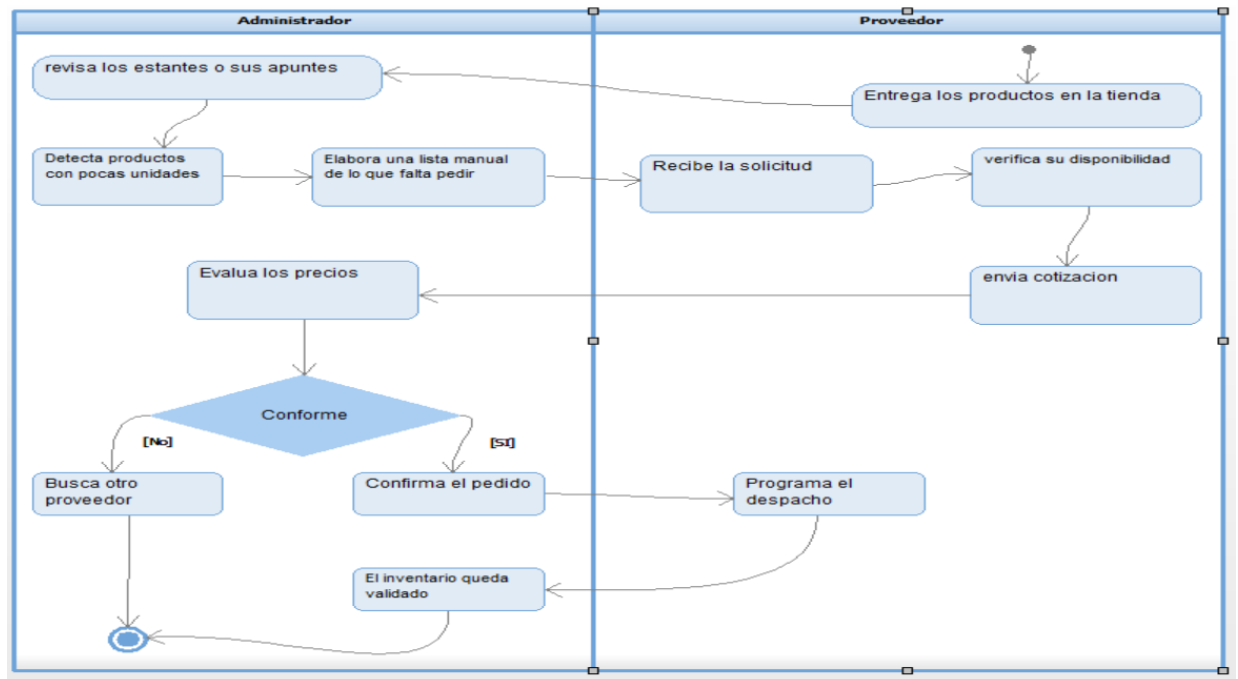 Administrador
Proveedor
revisa los estantes o sus apuntes
Entrega los productos en la tienda
Detecta productos
con pocas unidades
Elabora una lista manual
de lo que falta pedir
Recibe la solicitud
verifica su disponibilidad
Evalua los precios
envia cotizacion
Conforme
[No]
[SI]
Busca otro
proveedor
Confirma el pedido
Programa el
despacho
El inventario queda
validado